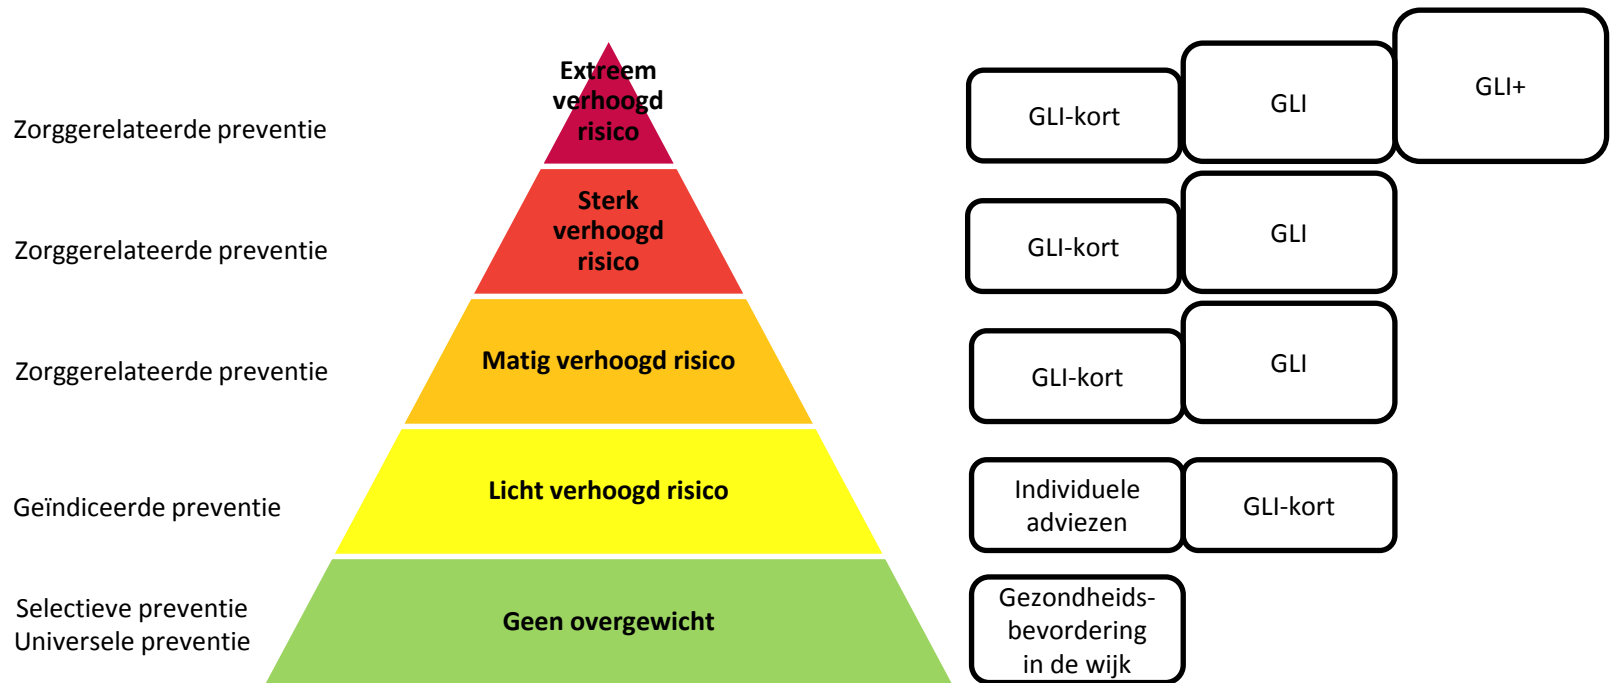 Zorggerelateerde preventie
Extreem
verhoogd
risico
GLI-kort
GLI
GLI+
Zorggerelateerde preventie
Sterk
verhoogd
risico
GLI-kort
GLI
Zorggerelateerde preventie
Matig verhoogd risico
GLI-kort
GLI
Geïndiceerde preventie
Licht verhoogd risico
Individuele
adviezen
GLI-kort
Selectieve preventie
Universele preventie
Geen overgewicht
Gezondheids-
bevordering
in de wijk